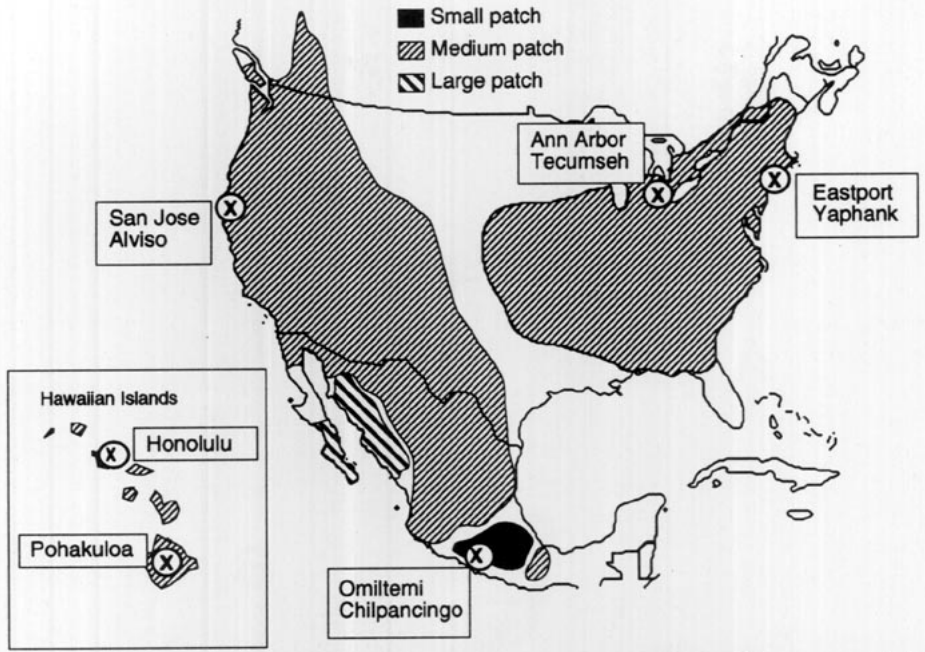 Small patch
Medium patch
Large patch
Ann Arbor
Tecumseh
X
X
Eastport
Yaphank
X
San Jose
Alviso
Hawaiian Islands
X
Honolulu
Pohakuloa
X
X
Omiltemi
Chilpancingo